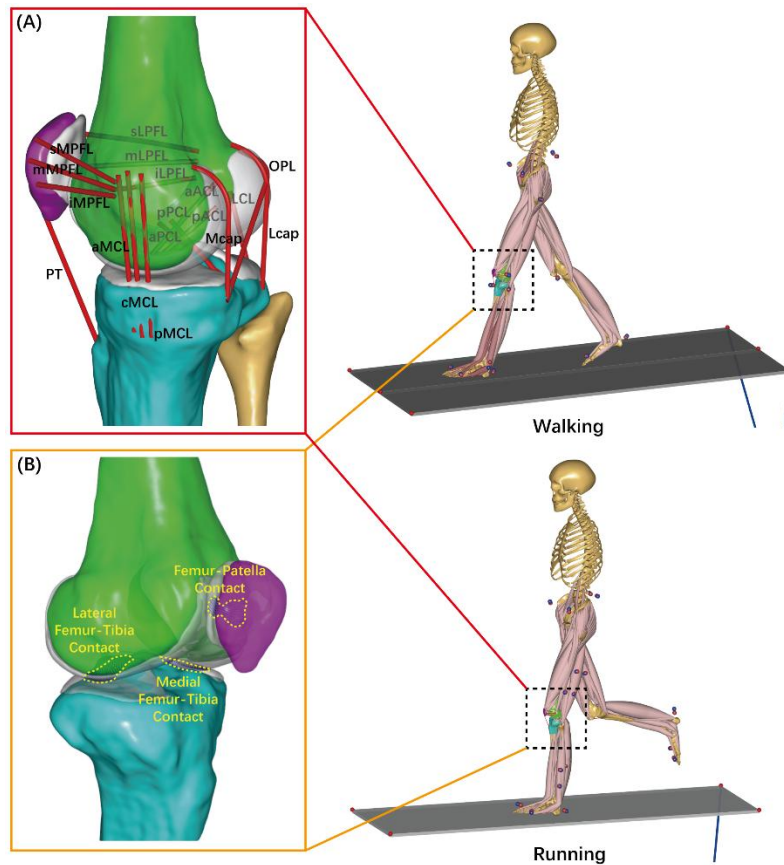 (A)
sLPFL
sMPFL
mLPFL
mMPFL
iLPFL
OPL
iMPFL
aACL
LCL
pPCL
pACL
aPCL
Mcap
Lcap
aMCL
PT
cMCL
pMCL
Walking
(B)
Femur-Patella
Contact
Lateral
Femur-Tibia
Contact
Medial
Femur-Tibia
Contact
Running